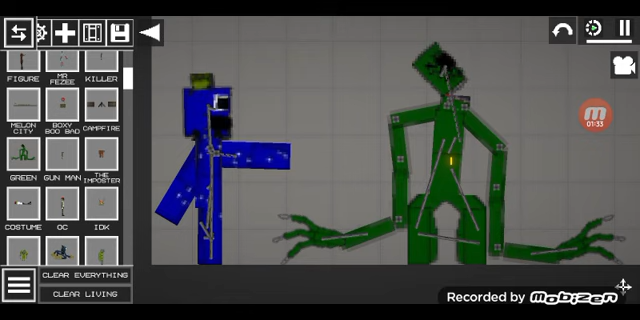 FIGURE
MR FEZEE
KILLER
MELON CITY
BOXY BOO BAD
CAMPFIRE
GREEN
GUN MAN
THE IMPOSTER
COSTUME
OC
IDK
CLEAR EVERYTHING
CLEAR LIVING
01:33
Recorded by Mobizen